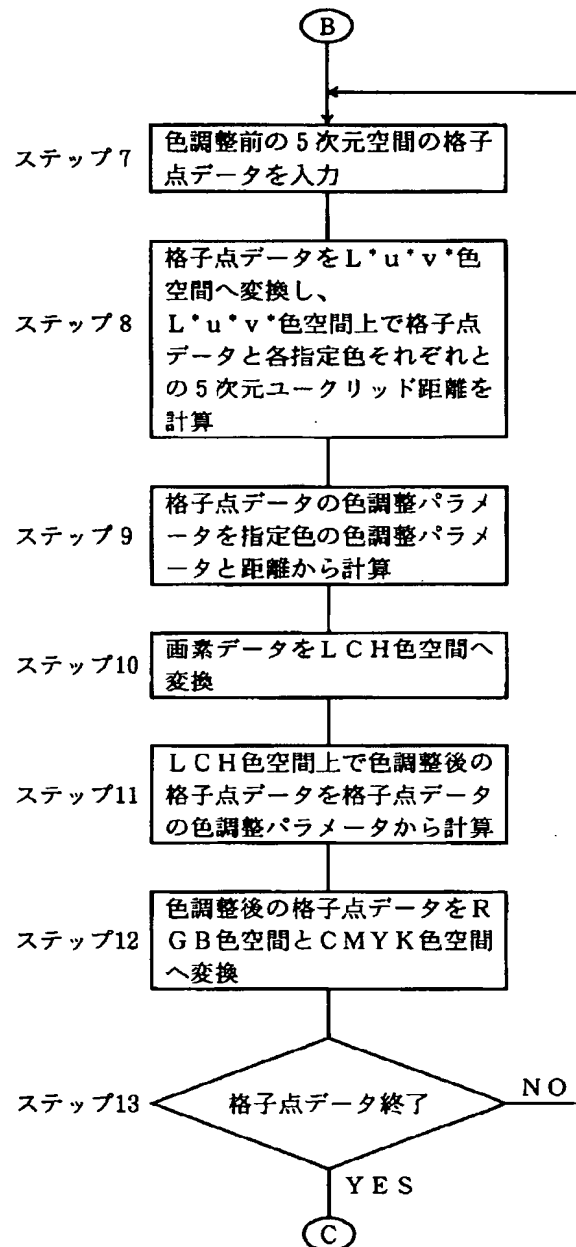 B
ステップ7
色調整前の5次元空間の格子
点データを入力
ステップ8
格子点データをL*u*v*色
空間へ変換し、
L*u*v*色空間上で格子点
データと各指定色それぞれと
の5次元ユークリッド距離を
計算
ステップ9
格子点データの色調整パラメ
ータを指定色の色調整パラメ
ータと距離から計算
ステップ10
画素データをLCH色空間へ
変換
ステップ11
LCH色空間上で色調整後の
格子点データを格子点データ
の色調整パラメータから計算
ステップ12
色調整後の格子点データをR
GB色空間とCMYK色空間
へ変換
ステップ13
格子点データ終了
NO
YES
C